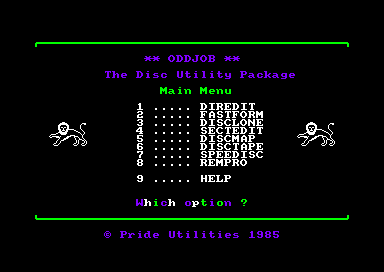 ** ODDJOB **
The Disc Utility Package
Main Menu
1 ..... DIREDIT
2 ..... FASTFORM
3 ..... DISCLONE
4 ..... SECTEDIT
5 ..... DISCMAP
6 ..... DISCTAPE
7 ..... SPEEDISC
8 ..... REMPRO
9 ..... HELP
Which option ?
© Pride Utilities 1985